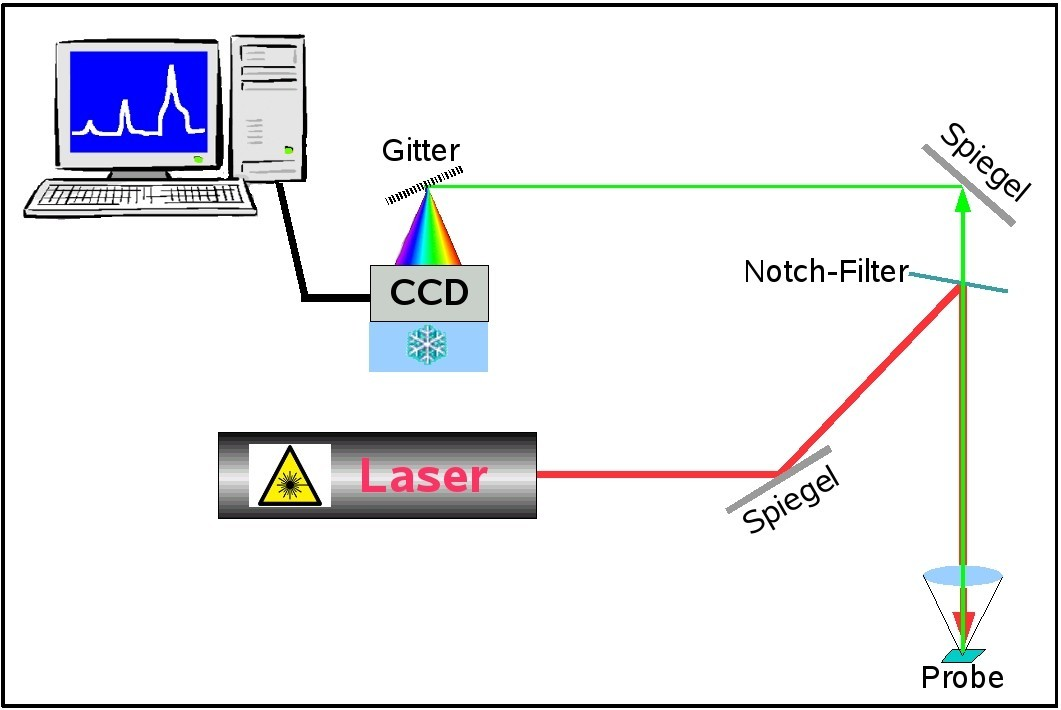 Gitter
Spiegel
Notch-Filter
CCD
Laser
Spiegel
Probe